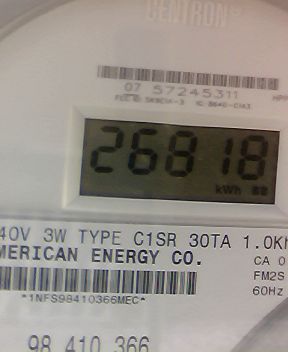 CENTRON®
07 57245311
26818
kWh
40V 3W TYPE C1SR 30TA 1.0Kh
MERICAN ENERGY CO.
CA 0
FM2S
60Hz
*1NFS98410366MEC*
98 410 366